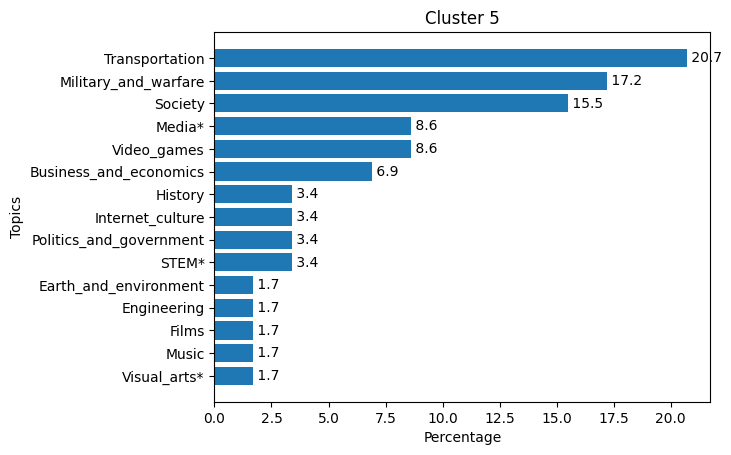 Cluster 5
Topics
Transportation 20.7
Military_and_warfare 17.2
Society 15.5
Media* 8.6
Video_games 8.6
Business_and_economics 6.9
History 3.4
Internet_culture 3.4
Politics_and_government 3.4
STEM* 3.4
Earth_and_environment 1.7
Engineering 1.7
Films 1.7
Music 1.7
Visual_arts* 1.7
0.0 2.5 5.0 7.5 10.0 12.5 15.0 17.5 20.0
Percentage